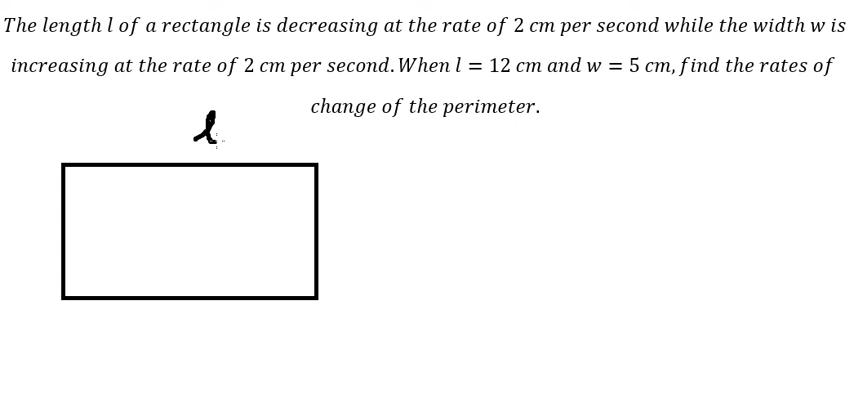 The length l of a rectangle is decreasing at the rate of 2 cm per second while the width w is
increasing at the rate of 2 cm per second. When l = 12 cm and w = 5 cm, find the rates of
change of the perimeter.
l